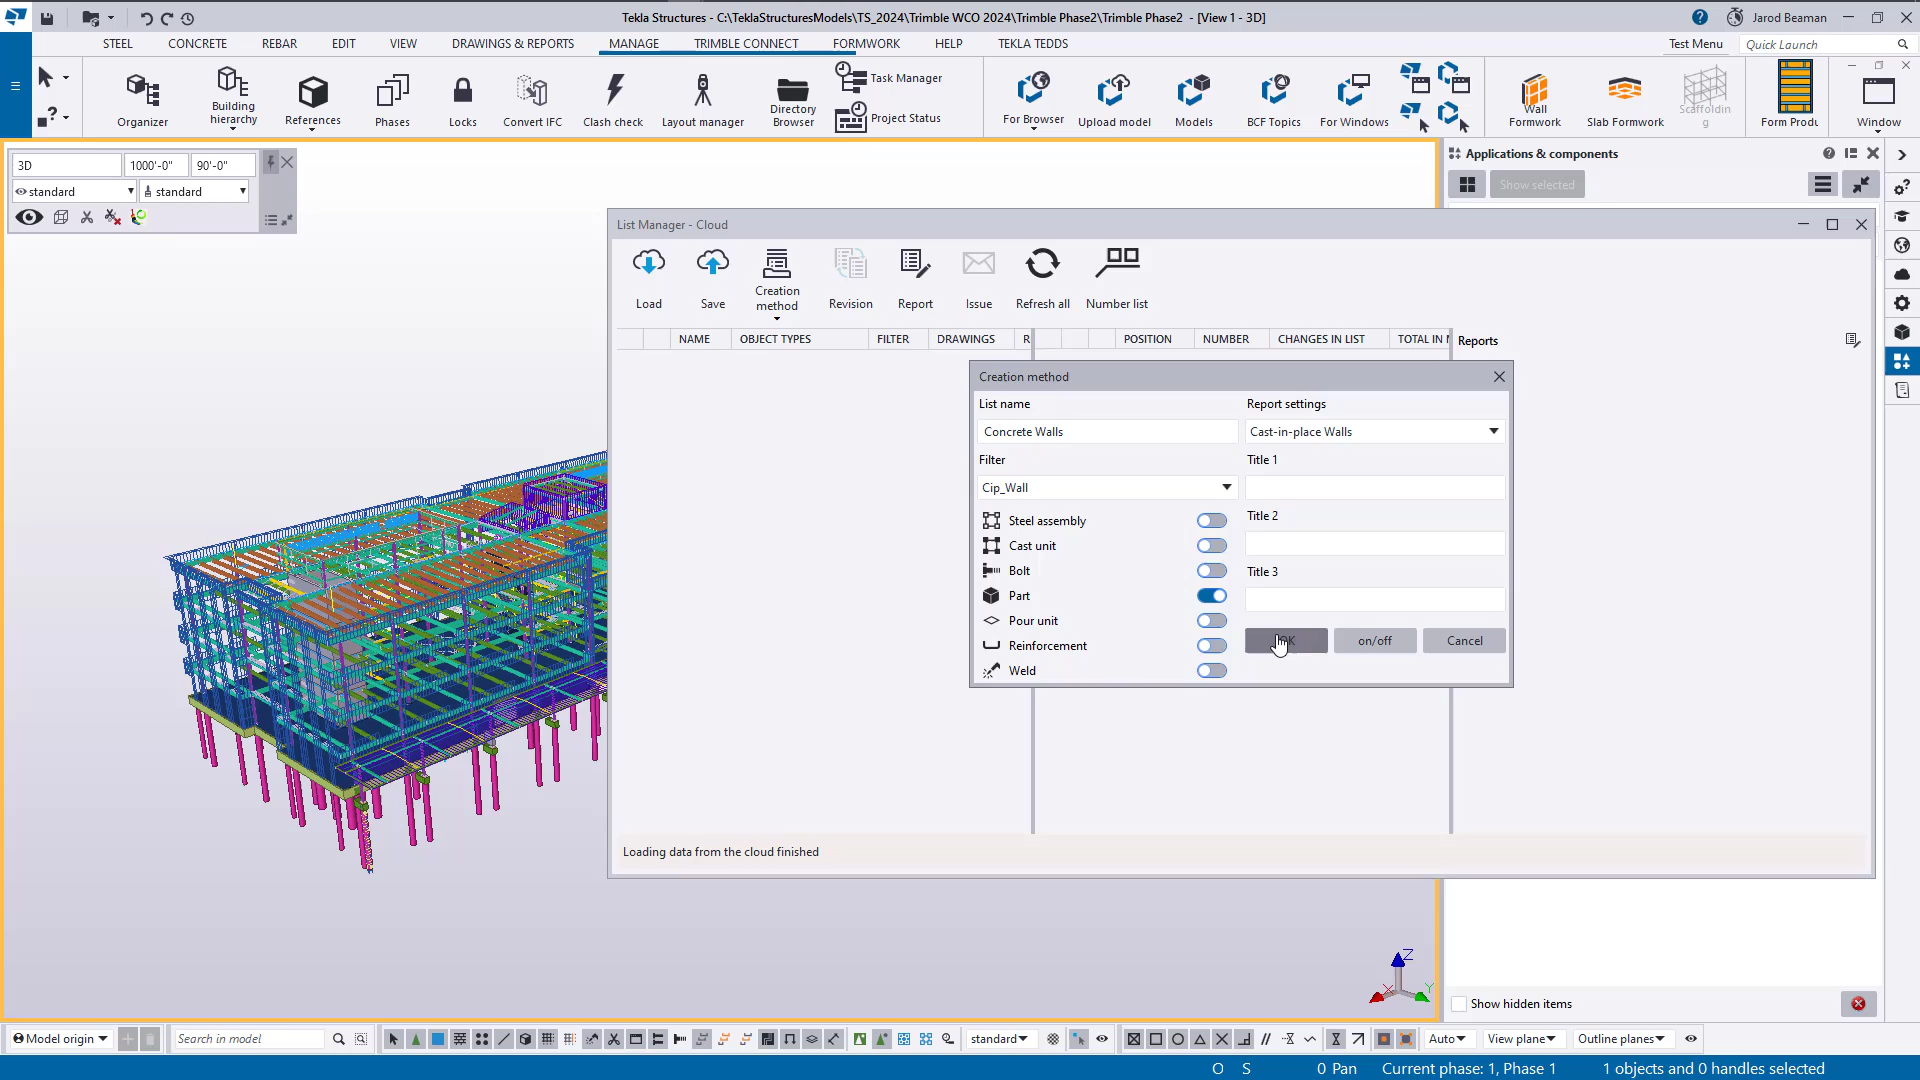 Tekla Structures - C:\TeklaStructuresModels\TS_2024\Trimble WCO 2024\Trimble Phase2\Trimble Phase2 - [View 1 - 3D]
Jarod Beaman
STEEL CONCRETE REBAR EDIT VIEW DRAWINGS & REPORTS MANAGE TRIMBLE CONNECT FORMWORK HELP TEKLA TEDDS
Test Menu
Quick Launch
Organizer
Building hierarchy
References
Phases
Locks
Convert IFC
Clash check
Layout manager
Directory Browser
Task Manager
Project Status
For Browser
Upload model
Models
BCF Topics
For Windows
Wall Formwork
Slab Formwork
Scaffoldin
g
Form Produ
Window
3D
1000'-0"
90'-0"
standard
standard
Applications & components
Show selected
List Manager - Cloud
Load
Save
Creation method
Revision
Report
Issue
Refresh all
Number list
NAME OBJECT TYPES FILTER DRAWINGS R
POSITION NUMBER CHANGES IN LIST TOTAL IN M
Reports
Creation method
List name
Report settings
Concrete Walls
Cast-in-place Walls
Filter
Title 1
Cip_Wall
Title 2
Steel assembly
Cast unit
Title 3
Bolt
Part
Pour unit
OK
on/off
Cancel
Reinforcement
Weld
Loading data from the cloud finished
Z
X
Y
Show hidden items
Model origin
Search in model
standard
Auto
View plane
Outline planes
O S 0 Pan Current phase: 1, Phase 1 1 objects and 0 handles selected